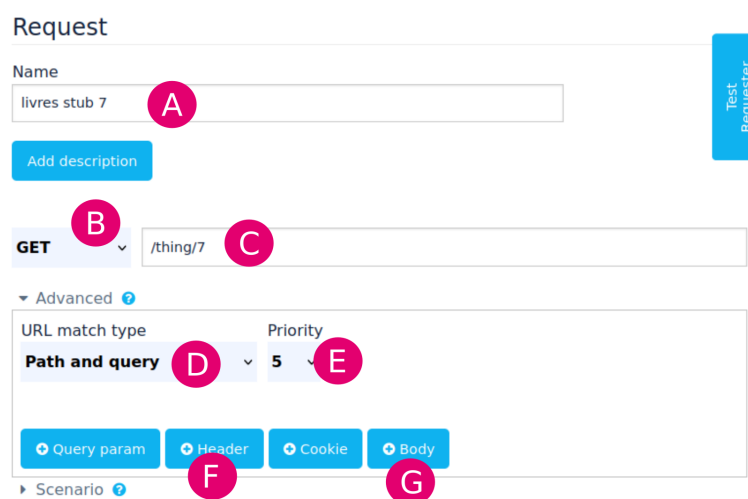 Request
Name
livres stub 7
A
Test Requester
Add description
B
GET
/thing/7
C
Advanced
URL match type
Priority
Path and query
D
5
E
Query param
Header
Cookie
Body
F
G
Scenario